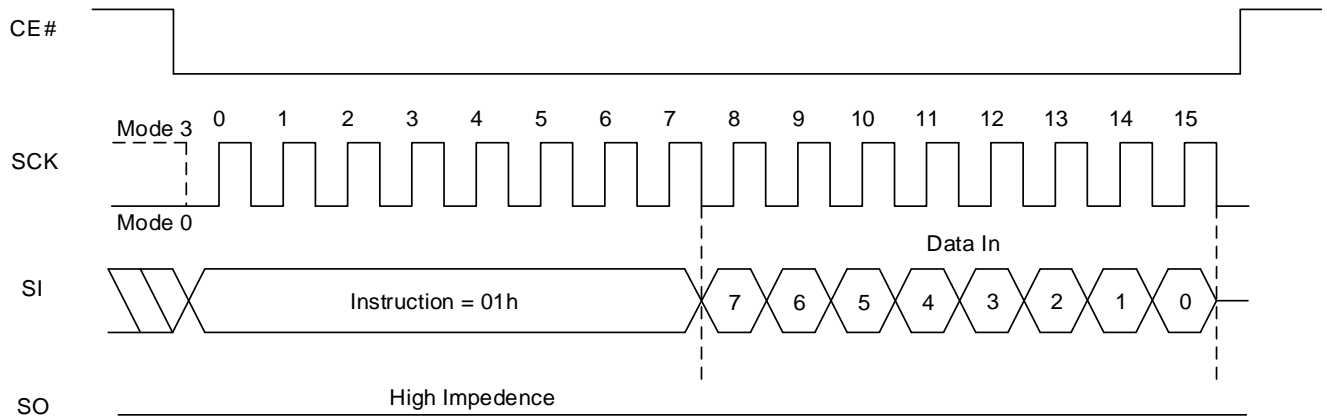 CE#
Mode 3
0 1 2 3 4 5 6 7 8 9 10 11 12 13 14 15
SCK
Mode 0
Data In
SI
Instruction = 01h
7 6 5 4 3 2 1 0
High Impedence
SO